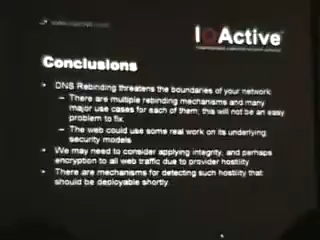 IOActive
Conclusions
DNS Rebinding threatens the boundaries of your network
– There are multiple rebinding mechanisms and many
major use cases for each of them; this will not be an easy
problem to fix.
– The web could use some real work on its underlying
security models
We may need to consider applying integrity, and perhaps
encryption to all web traffic due to provider hostility
There are mechanisms for detecting such hostility that
should be deployable shortly.